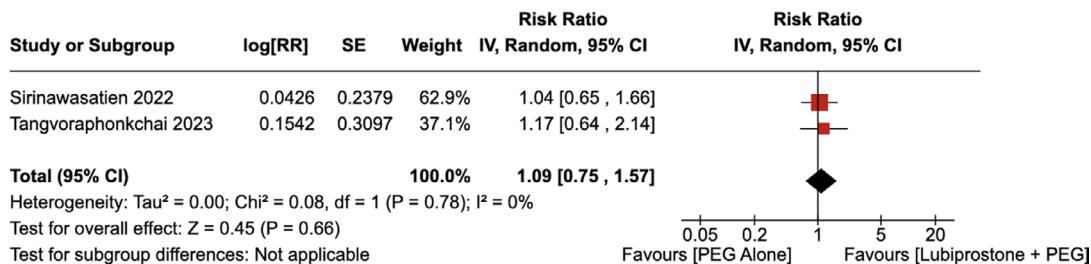 Risk Ratio Risk Ratio
Study or Subgroup log[RR] SE Weight IV, Random, 95% CI IV, Random, 95% CI
Sirinawasatien 2022 0.0426 0.2379 62.9% 1.04 [0.65 , 1.66]
Tangvoraphonkchai 2023 0.1542 0.3097 37.1% 1.17 [0.64 , 2.14]
Total (95% CI) 100.0% 1.09 [0.75 , 1.57]
Heterogeneity: Tau² = 0.00; Chi² = 0.08, df = 1 (P = 0.78); I² = 0%
Test for overall effect: Z = 0.45 (P = 0.66) 0.05 0.2 1 5 20
Test for subgroup differences: Not applicable Favours [PEG Alone] Favours [Lubiprostone + PEG]